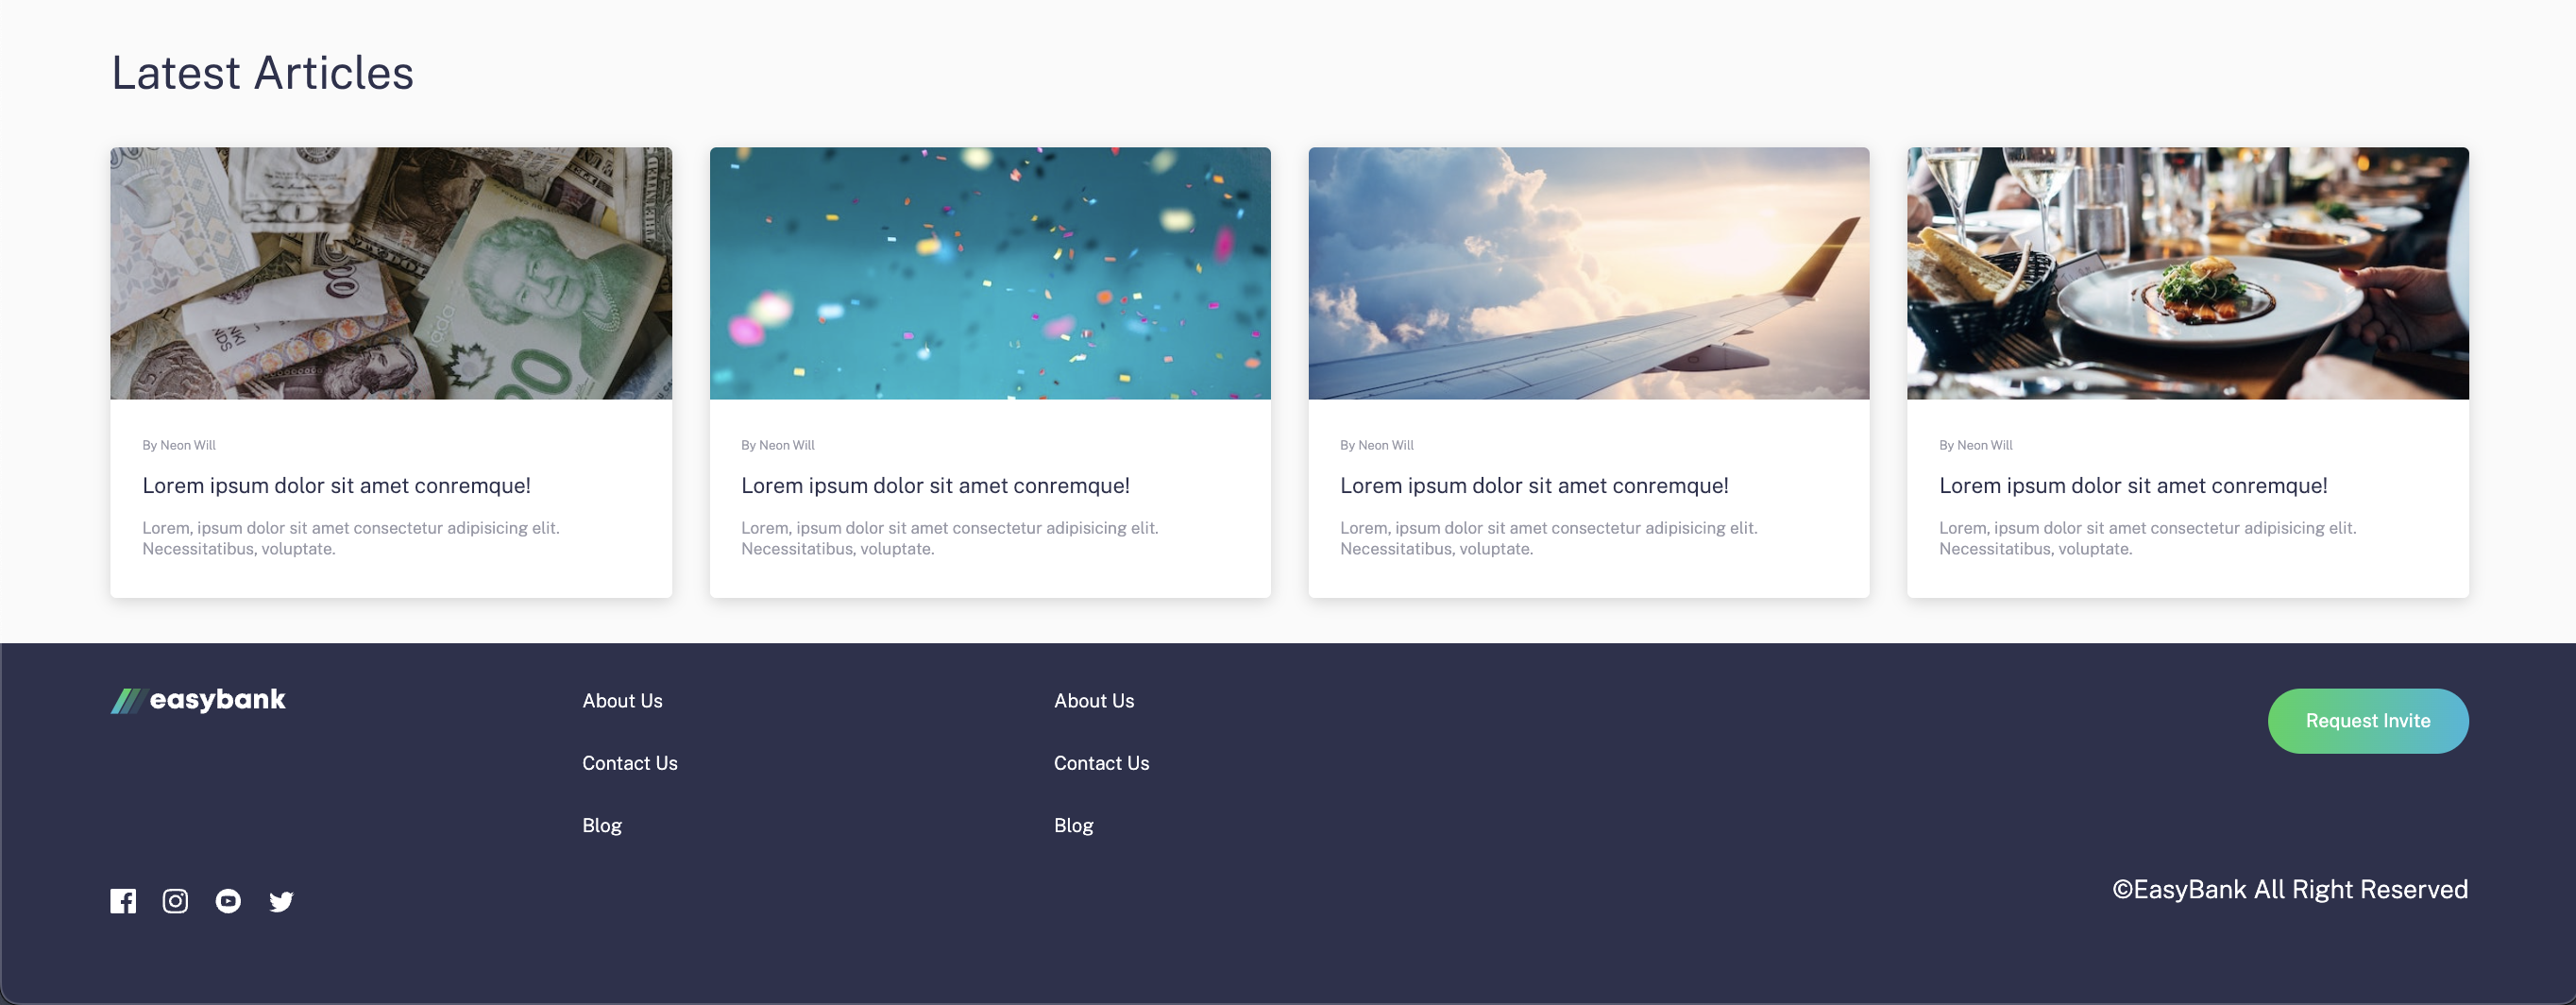 Latest Articles
By Neon Will
Lorem ipsum dolor sit amet conremque!
Lorem, ipsum dolor sit amet consectetur adipisicing elit.
Necessitatibus, voluptate.
By Neon Will
Lorem ipsum dolor sit amet conremque!
Lorem, ipsum dolor sit amet consectetur adipisicing elit.
Necessitatibus, voluptate.
By Neon Will
Lorem ipsum dolor sit amet conremque!
Lorem, ipsum dolor sit amet consectetur adipisicing elit.
Necessitatibus, voluptate.
By Neon Will
Lorem ipsum dolor sit amet conremque!
Lorem, ipsum dolor sit amet consectetur adipisicing elit.
Necessitatibus, voluptate.
easybank
About Us
Contact Us
Blog
About Us
Contact Us
Blog
Request Invite
©EasyBank All Right Reserved